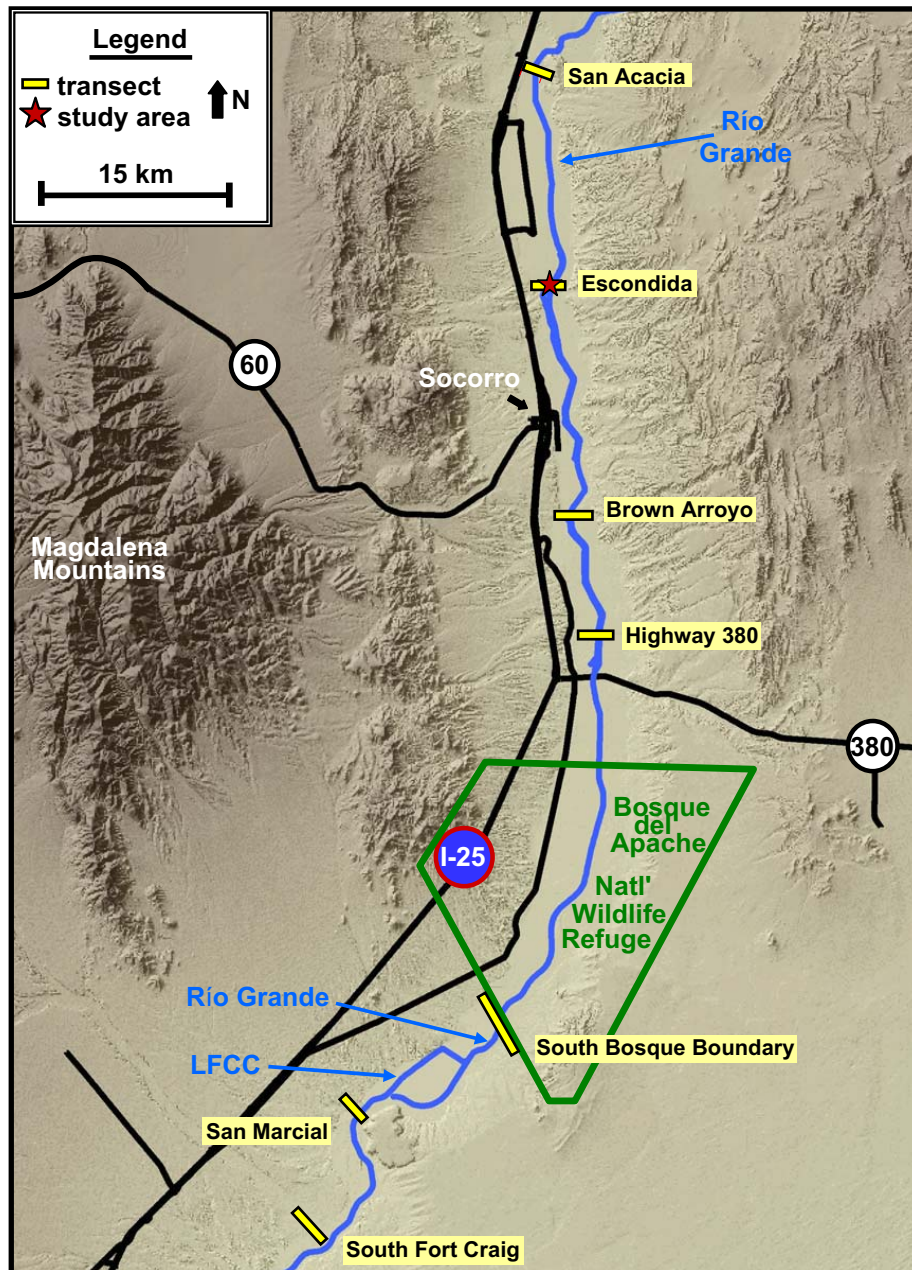 Legend
transect
study area
N
15 km
San Acacia
Río
Grande
Escondida
60
Socorro
Brown Arroyo
Magdalena
Mountains
Highway 380
380
Bosque
del
Apache
I-25
Natl'
Wildlife
Refuge
Río Grande
South Bosque Boundary
LFCC
San Marcial
South Fort Craig